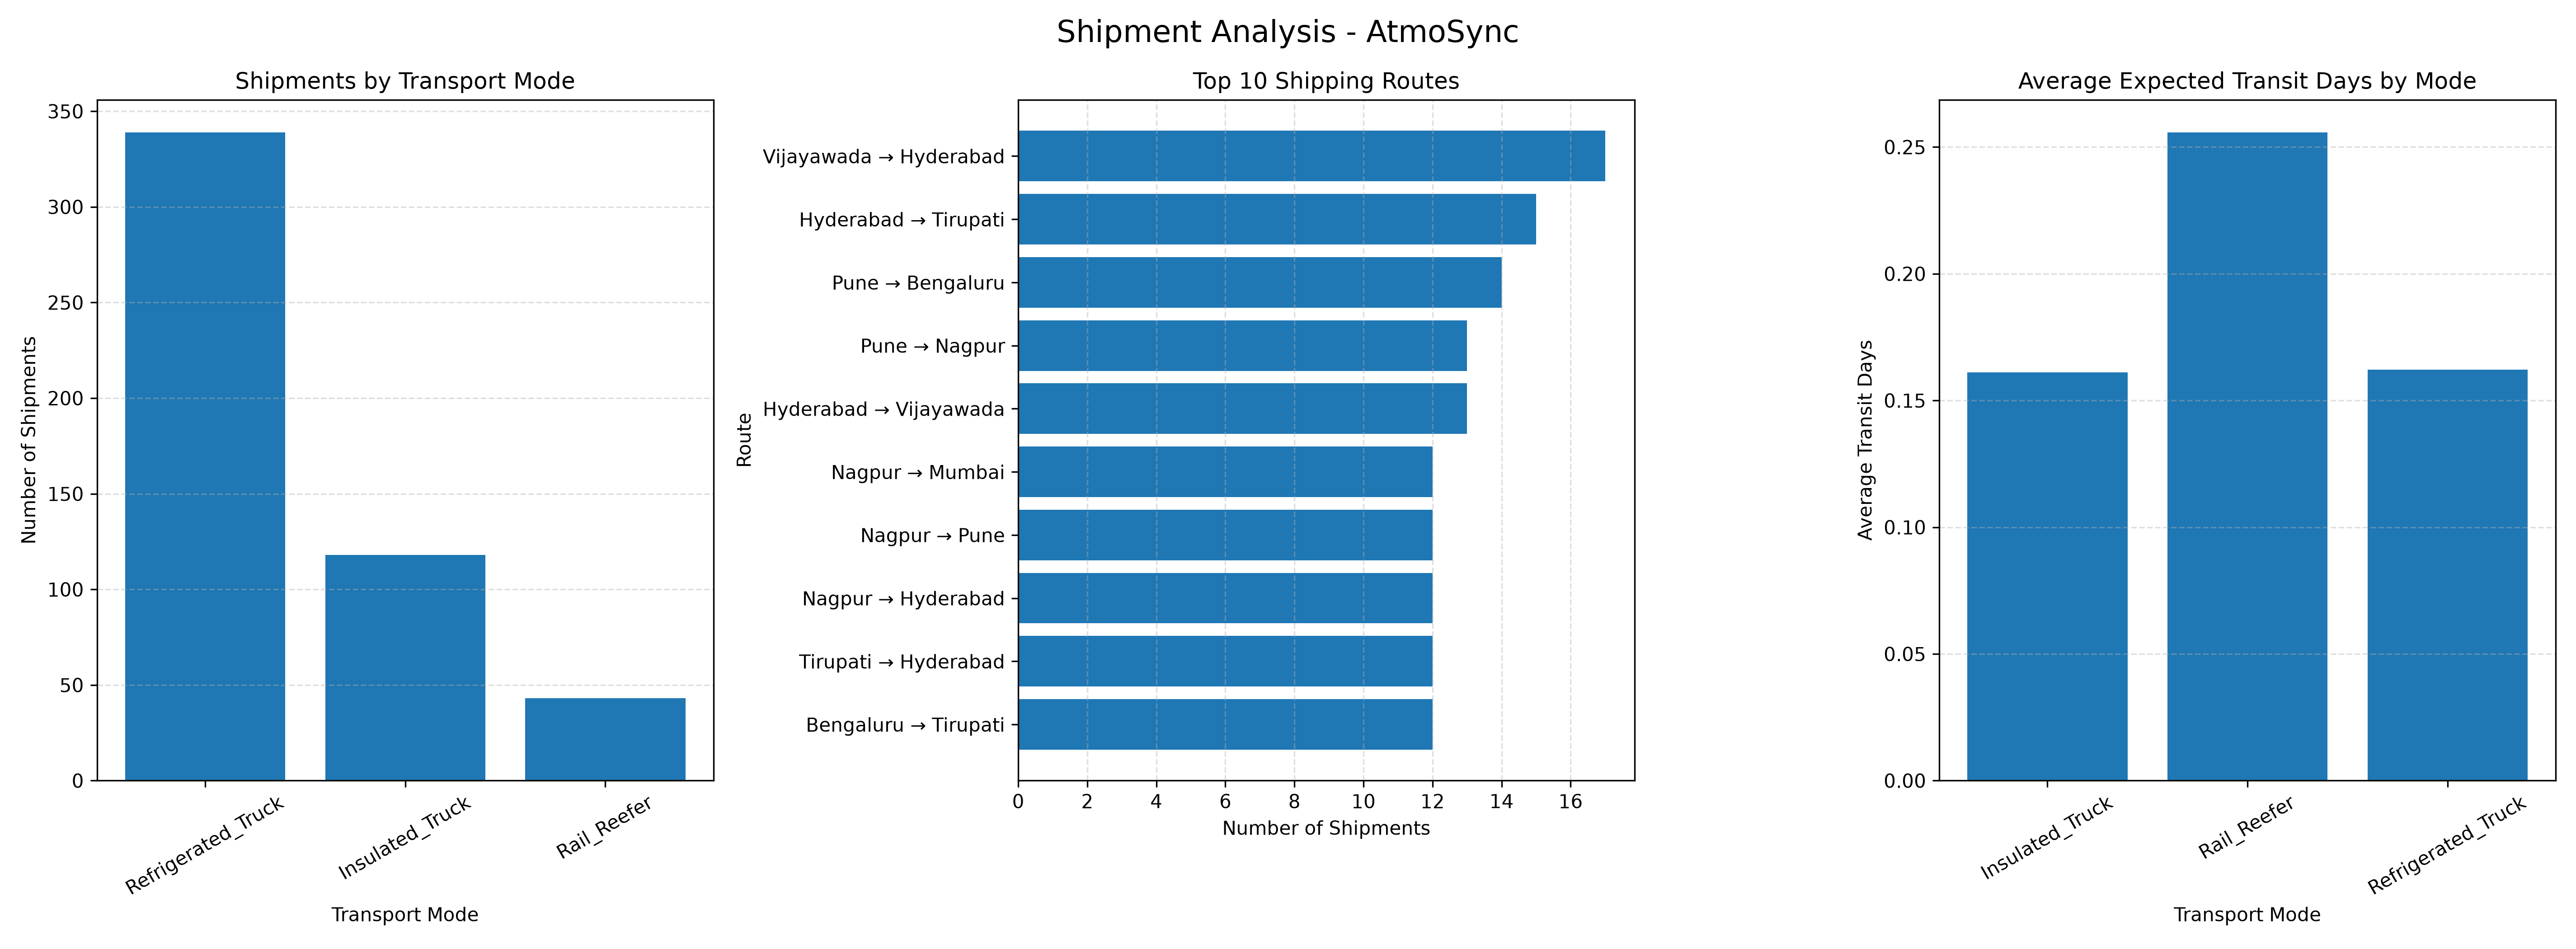 Shipment Analysis - AtmoSync
Shipments by Transport Mode
Number of Shipments
350
300
250
200
150
100
50
0
Refrigerated_Truck
Insulated_Truck
Rail_Reefer
Transport Mode
Top 10 Shipping Routes
Route
Vijayawada → Hyderabad
Hyderabad → Tirupati
Pune → Bengaluru
Pune → Nagpur
Hyderabad → Vijayawada
Nagpur → Mumbai
Nagpur → Pune
Nagpur → Hyderabad
Tirupati → Hyderabad
Bengaluru → Tirupati
0 2 4 6 8 10 12 14 16
Number of Shipments
Average Expected Transit Days by Mode
Average Transit Days
0.25
0.20
0.15
0.10
0.05
0.00
Insulated_Truck
Rail_Reefer
Refrigerated_Truck
Transport Mode